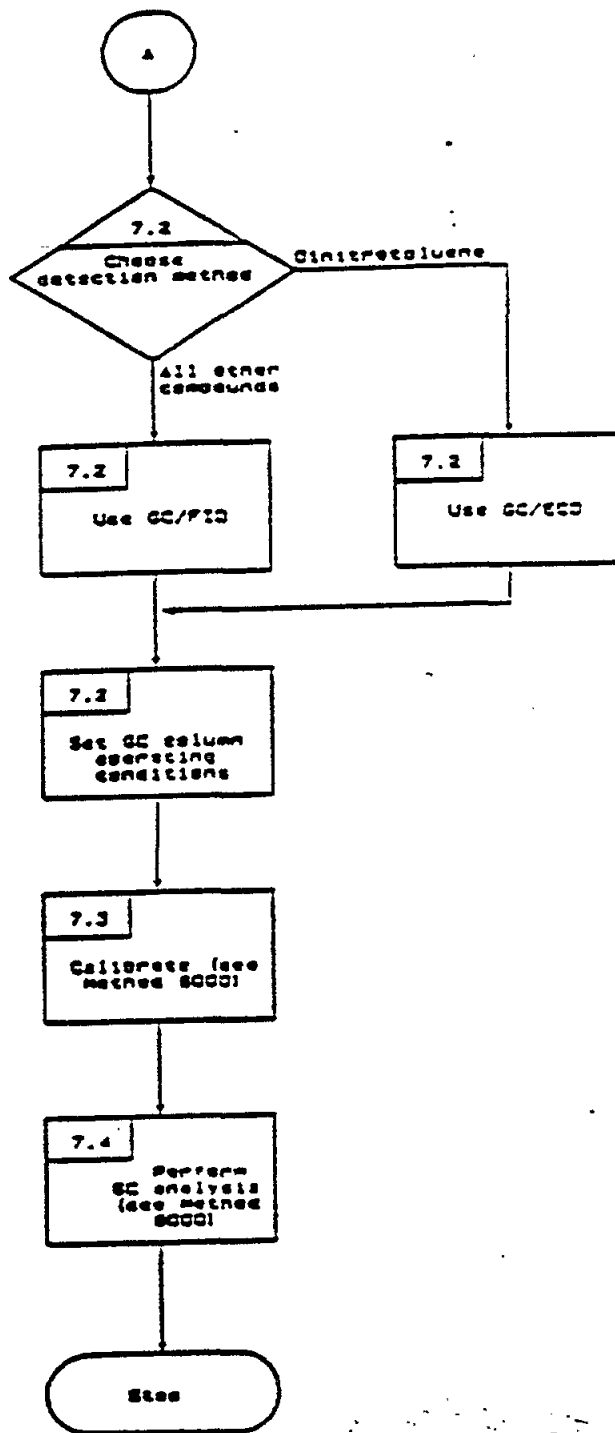 A
7.2
Choose
detection method
Dinitrotoluene
All other
compounds
7.2
Use GC/FID
7.2
Use GC/ECD
7.2
Set GC column
operating
conditions
7.3
Calibrate (see
Method 8000)
7.4
Perform
GC analysis
(see Method
8000)
Stop